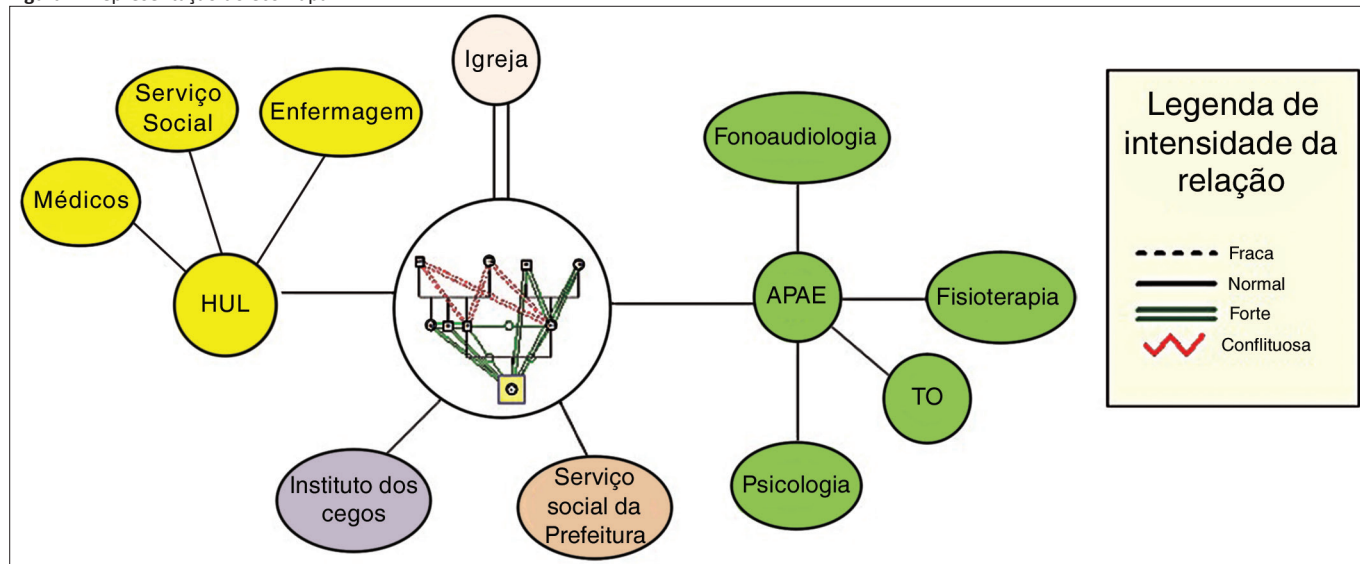 Igreja
Serviço
Social
Enfermagem
Médicos
HUL
Fonoaudiologia
APAE
Fisioterapia
TO
Psicologia
Instituto dos
cegos
Serviço
social da
Prefeitura
Legenda de
intensidade da
relação
Fraca
Normal
Forte
Conflituosa